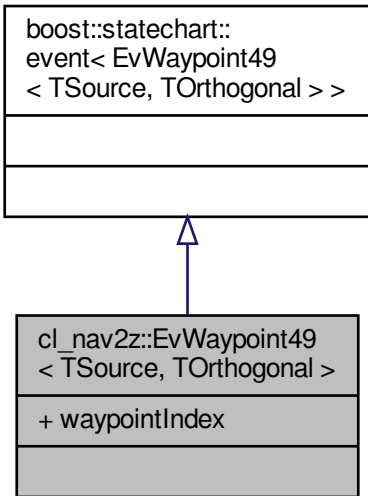 boost::statechart::
event< EvWaypoint49
< TSource, TOrthogonal > >
cl_nav2z::EvWaypoint49
< TSource, TOrthogonal >
+ waypointIndex